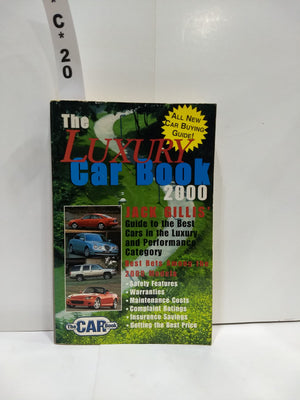 * C * 20
ALL NEW
CAR BUYING
GUIDE!
The
LUXURY
Car Book
2000
JACK GILLIS
Guide to the Best
Cars in the Luxury
and Performance
Category
Best Bets Among the
2000 Models
• Safety Features
• Warranties
• Maintenance Costs
• Complaint Ratings
• Insurance Savings
• Getting the Best Price
The CAR Book